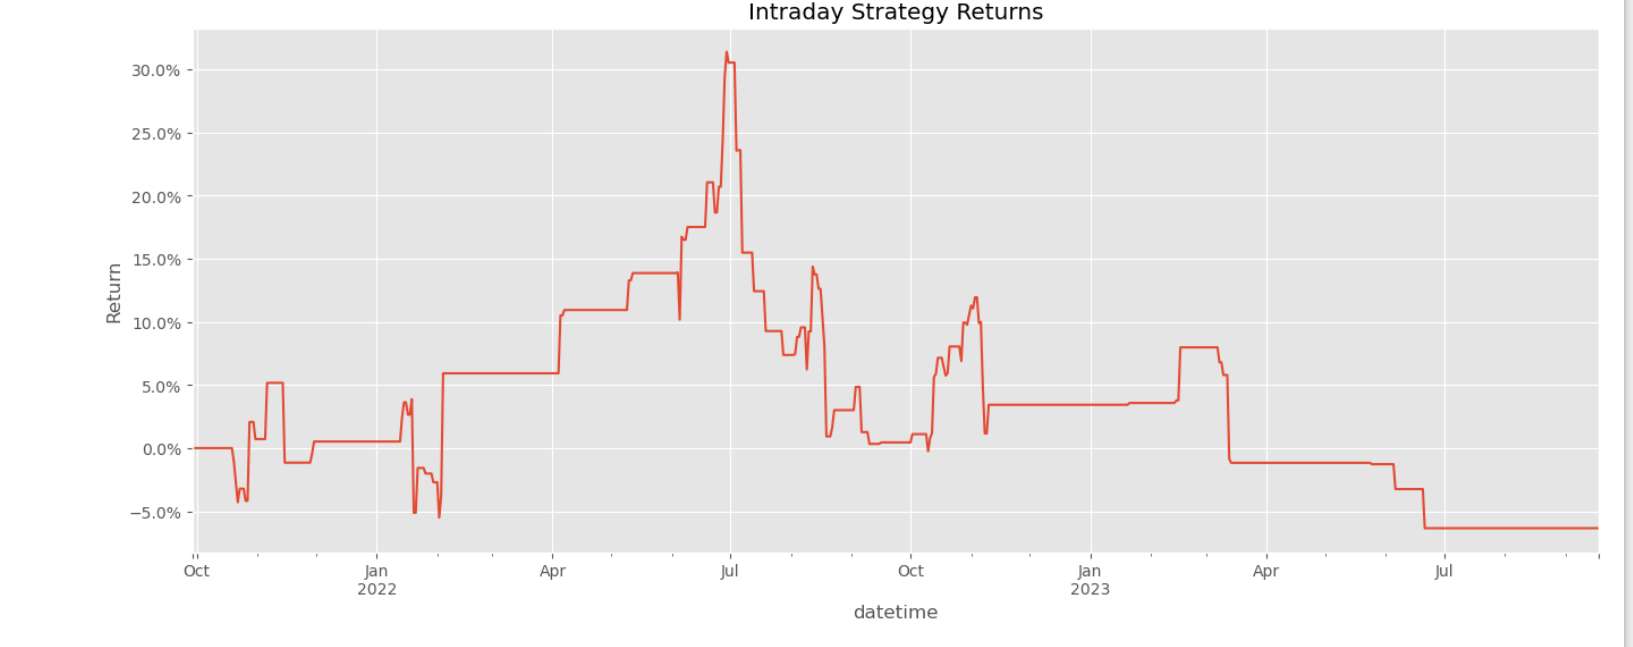 Intraday Strategy Returns
30.0%
25.0%
20.0%
15.0%
10.0%
5.0%
0.0%
−5.0%
Return
Oct Jan Apr Jul Oct Jan Apr Jul
2022 2023
datetime